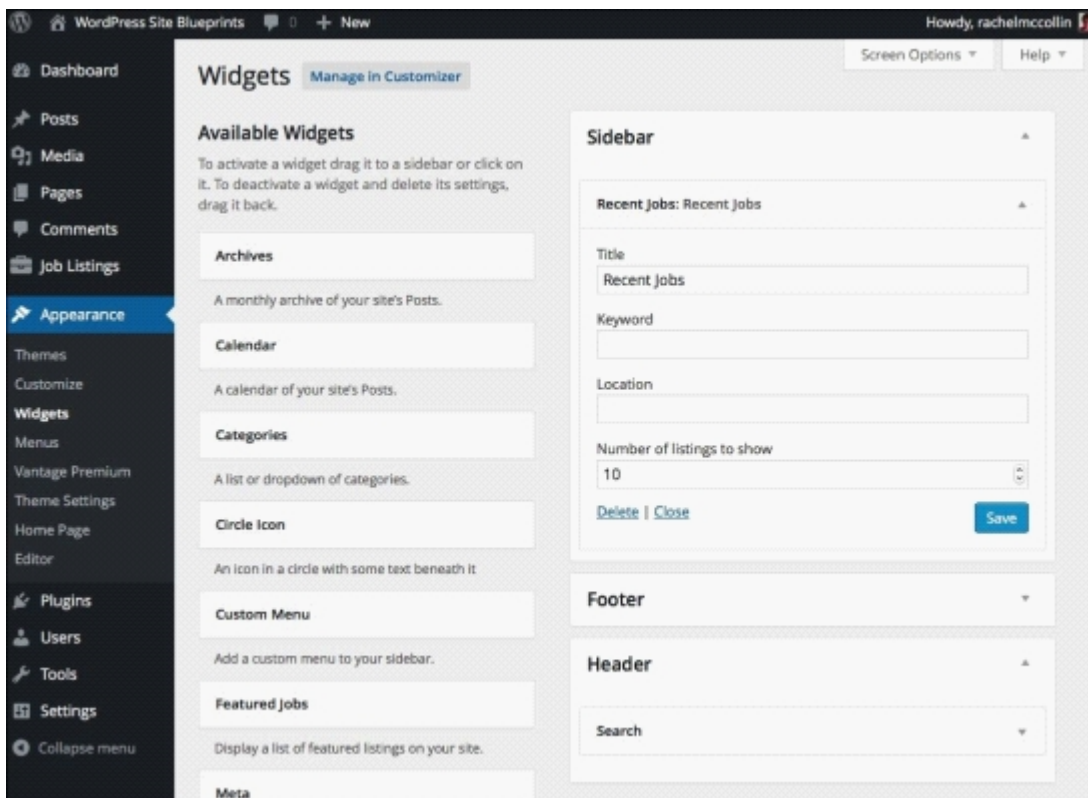 WordPress Site Blueprints 0 + New
Howdy, rachelmccollin
Screen Options
Help
Dashboard
Posts
Media
Pages
Comments
Job Listings
Appearance
Themes
Customize
Widgets
Menus
Vantage Premium
Theme Settings
Home Page
Editor
Plugins
Users
Tools
Settings
Collapse menu
Widgets Manage in Customizer
Available Widgets
To activate a widget drag it to a sidebar or click on
it. To deactivate a widget and delete its settings,
drag it back.
Archives
A monthly archive of your site's Posts.
Calendar
A calendar of your site's Posts.
Categories
A list or dropdown of categories.
Circle Icon
An icon in a circle with some text beneath it
Custom Menu
Add a custom menu to your sidebar.
Featured Jobs
Display a list of featured listings on your site.
Meta
Sidebar
Recent Jobs: Recent Jobs
Title
Recent Jobs
Keyword
Location
Number of listings to show
10
Delete | Close
Save
Footer
Header
Search